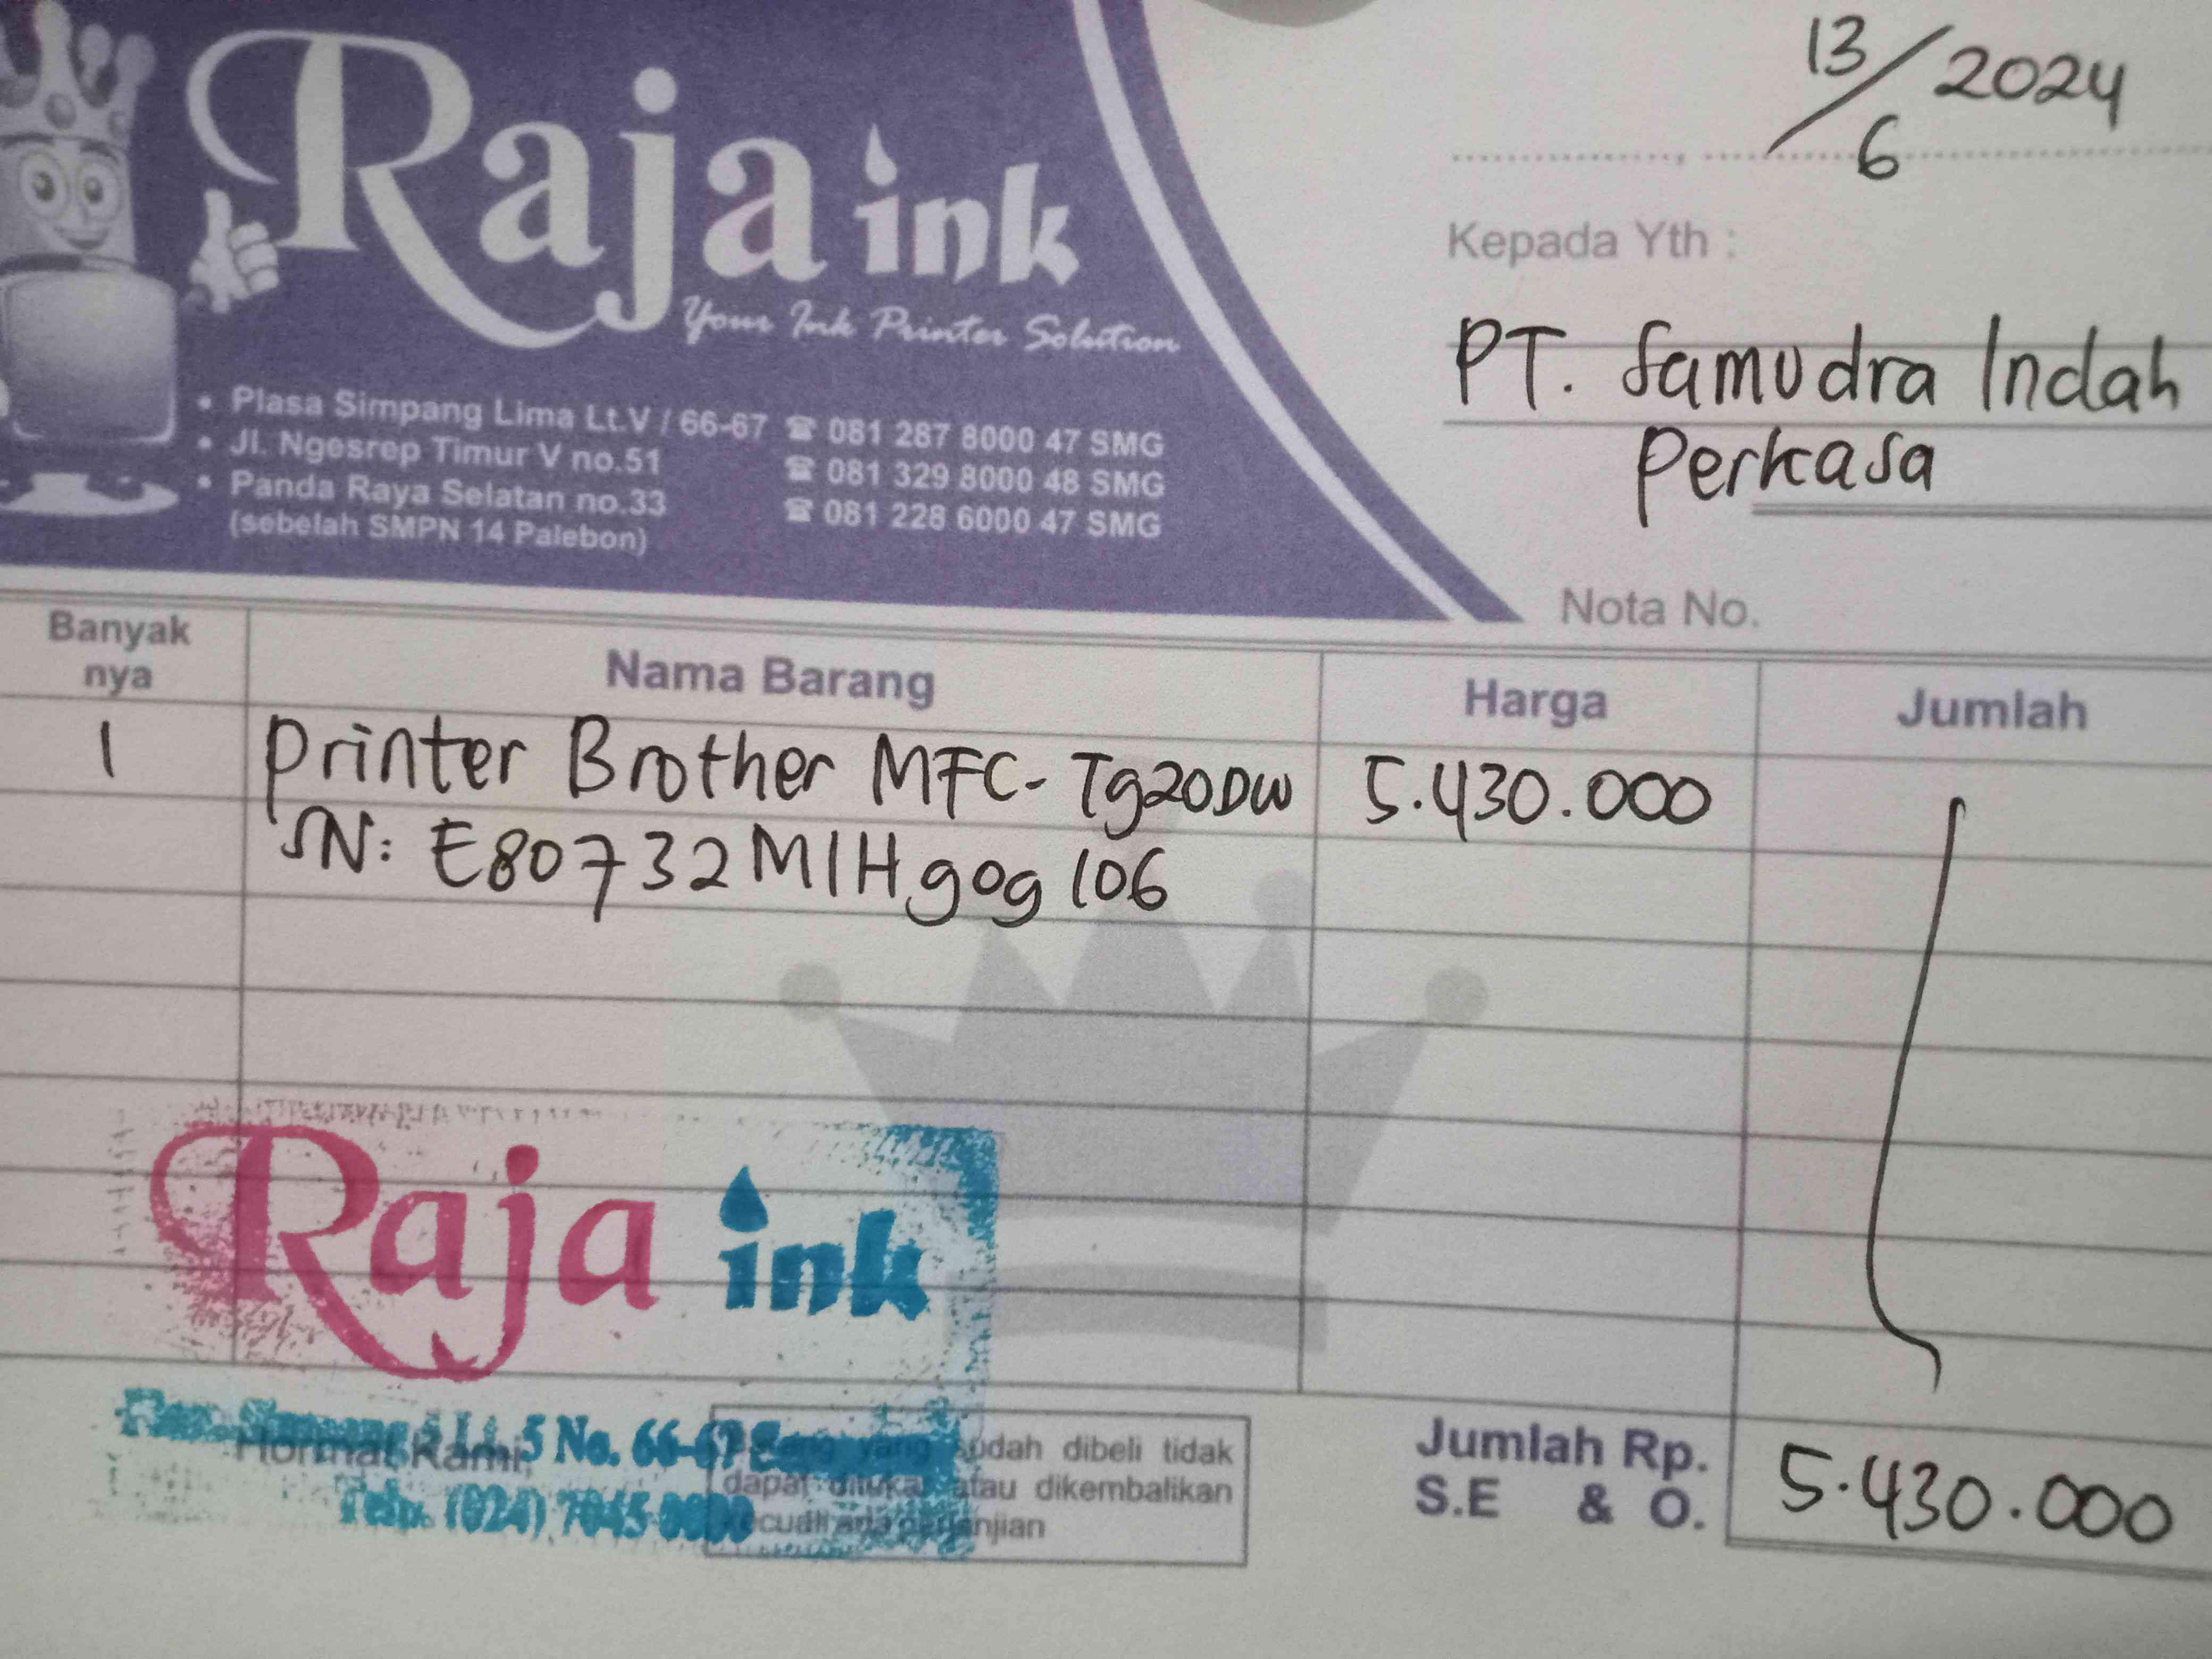 Raja ink
Your Ink Printer Solution
• Plasa Simpang Lima Lt.V / 66-67 ☎ 081 287 8000 47 SMG
• Jl. Ngesrep Timur V no.51 ☎ 081 329 8000 48 SMG
• Panda Raya Selatan no.33 ☎ 081 228 6000 47 SMG
(sebelah SMPN 14 Palebon)
13/6 2024
Kepada Yth :
PT. Samudra Indah
Perkasa
Nota No.
Banyak nya Nama Barang Harga Jumlah
1 Printer Brother MFC-T920DW 5.430.000
SN: E80732M1H909106
Raja ink
5 No. 66-67
Telp. (024) 7045
Hormat Kami,
yang sudah dibeli tidak
dapat ditukar atau dikembalikan
kecuali ada perjanjian
Jumlah Rp. 5.430.000
S.E & O.